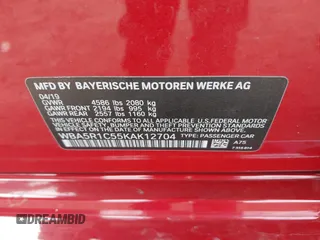 MFD BY BAYERISCHE MOTOREN WERKE AG
04/19
GVWR 4586 lbs 2080 kg
GAWR FRONT 2194 lbs 995 kg
GAWR REAR 2557 lbs 1160 kg
THIS VEHICLE CONFORMS TO ALL APPLICABLE U.S. FEDERAL MOTOR
VEHICLE SAFETY, BUMPER, AND THEFT PREVENTION STANDARDS IN
EFFECT ON THE DATE OF MANUFACTURE SHOWN ABOVE.
WBA5R1C55KAK12704 TYPE: PASSENGER CAR
A75
DREAMBID